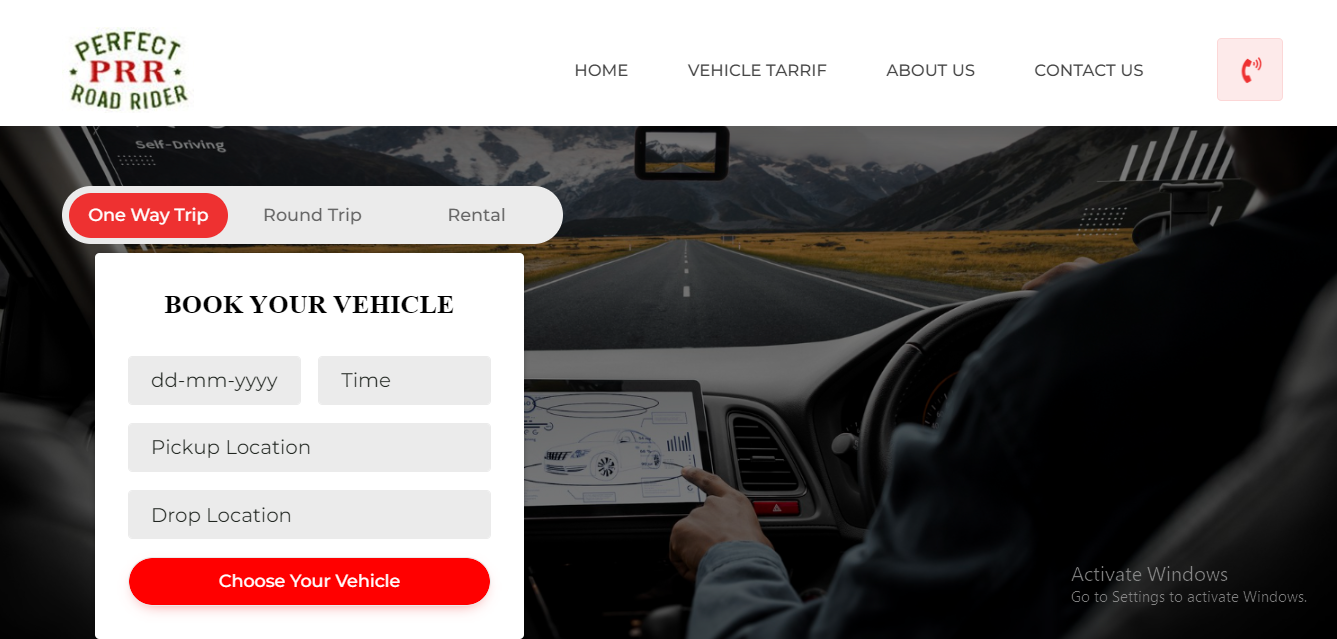 PERFECT
PRR
ROAD RIDER
HOME
VEHICLE TARRIF
ABOUT US
CONTACT US
Self-Driving
One Way Trip
Round Trip
Rental
BOOK YOUR VEHICLE
dd-mm-yyyy
Time
Pickup Location
Drop Location
Choose Your Vehicle
Activate Windows
Go to Settings to activate Windows.